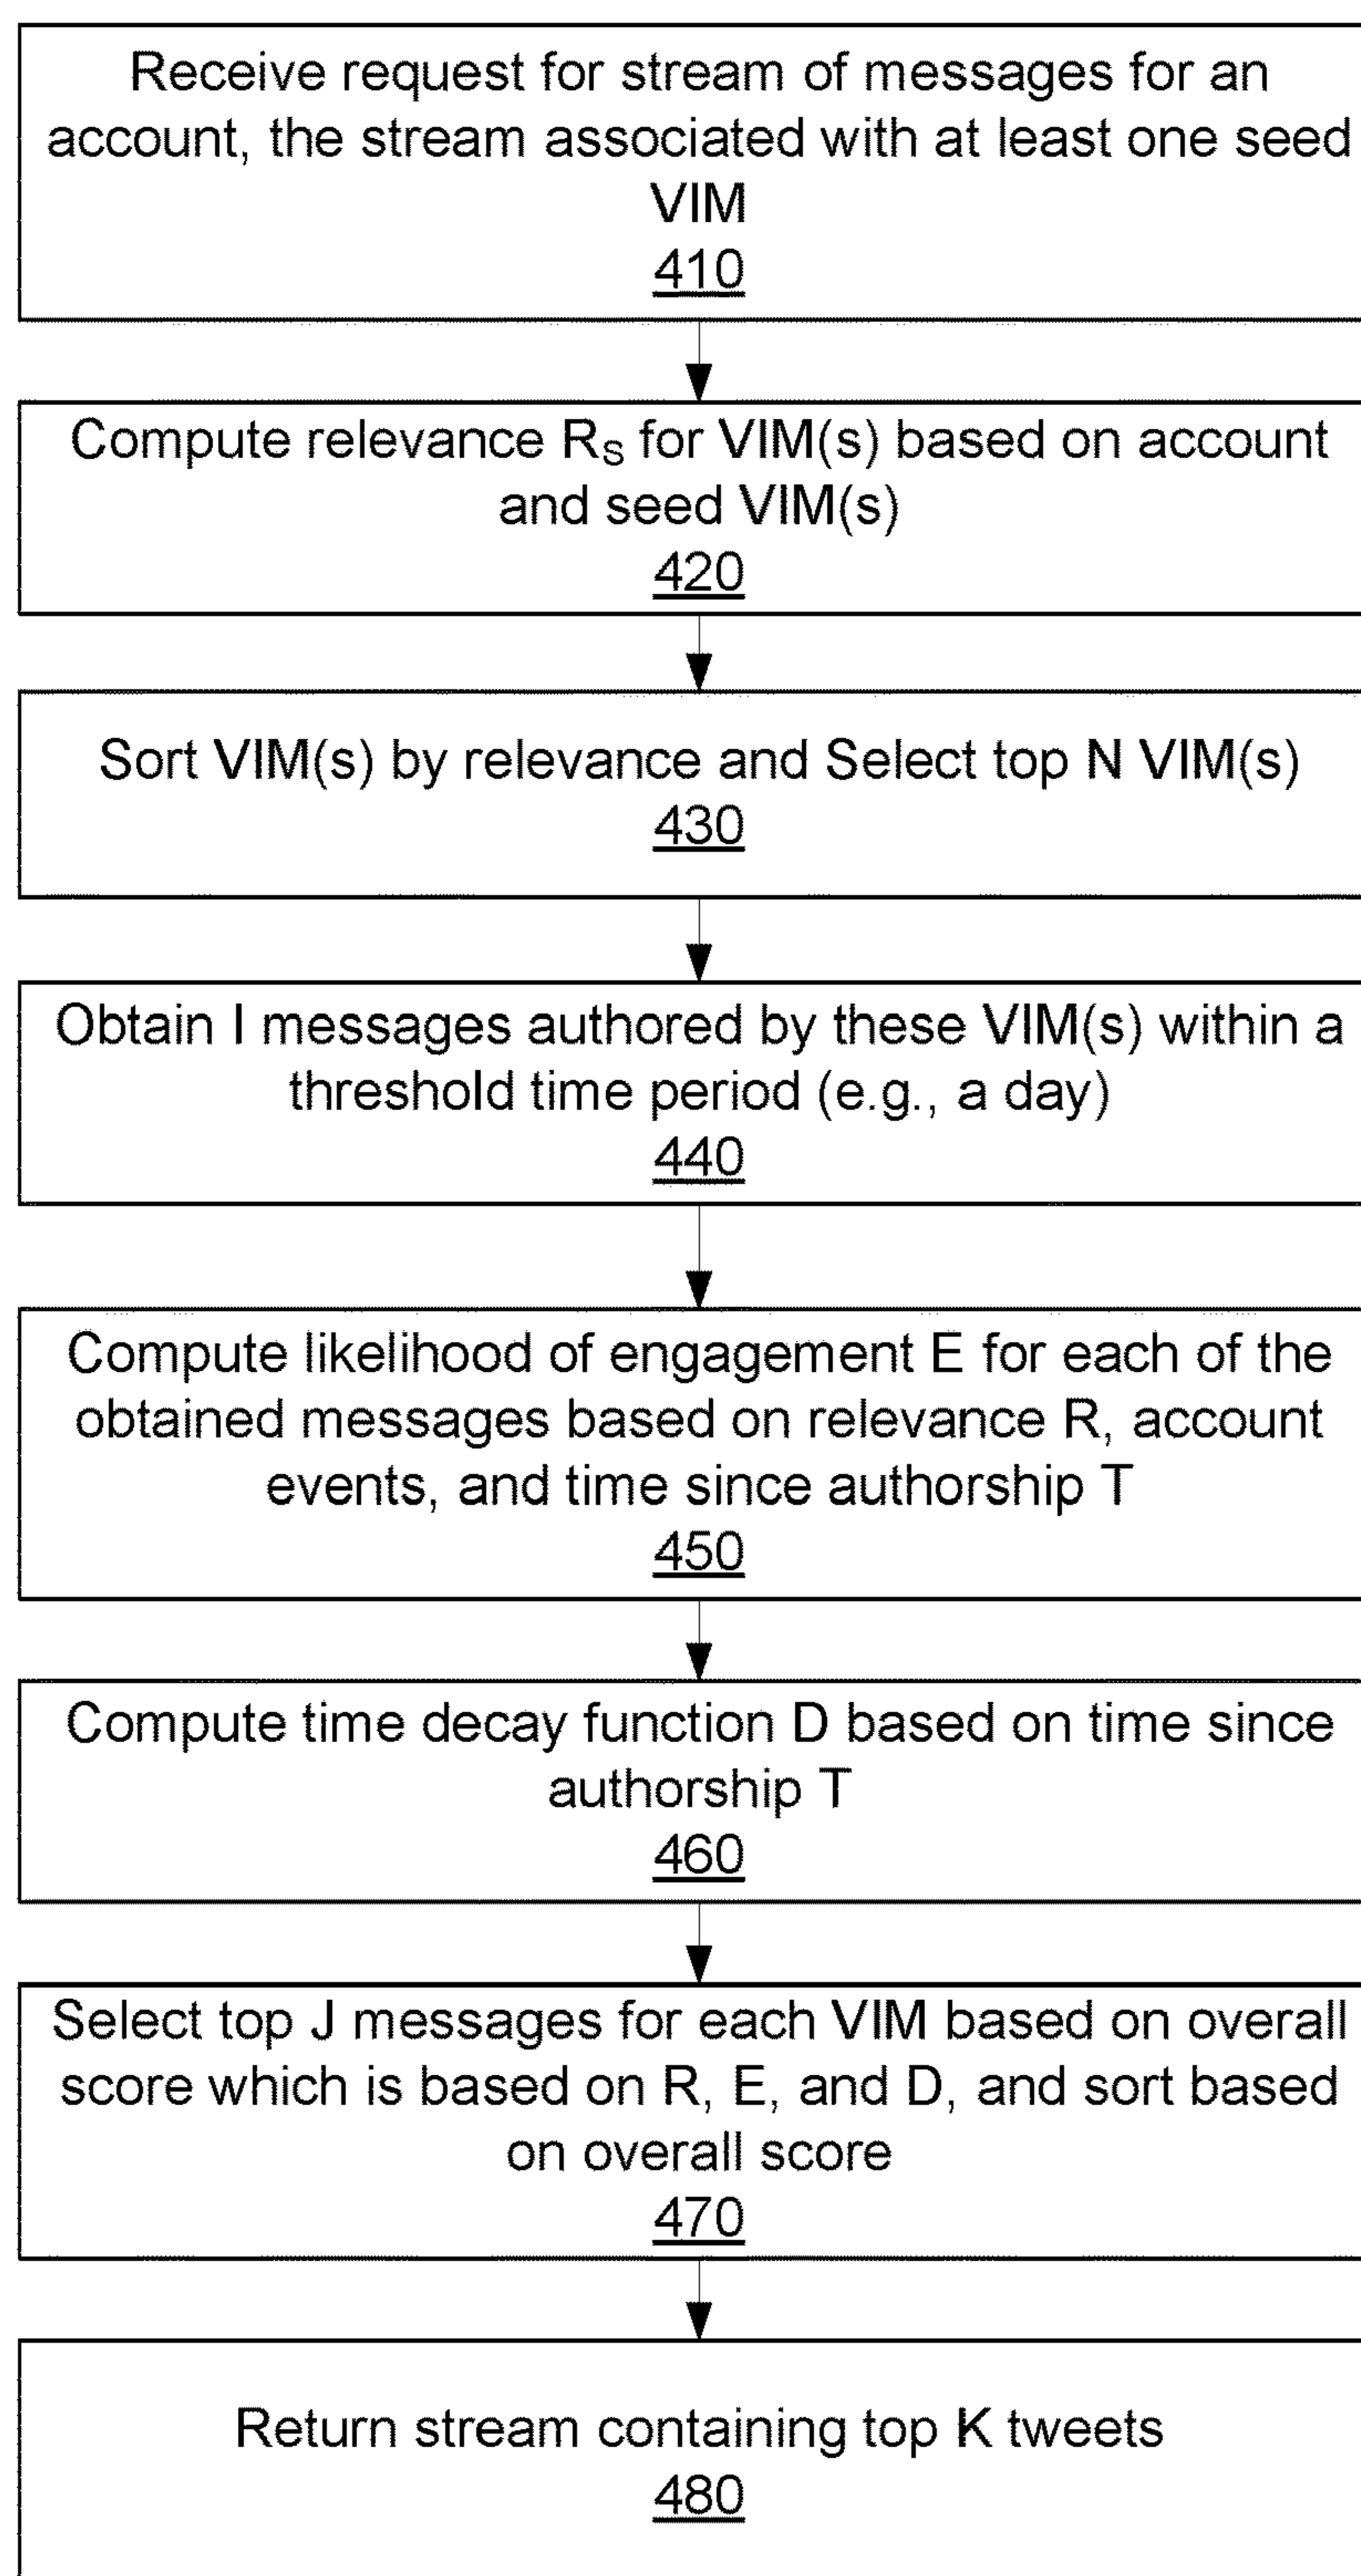 Receive request for stream of messages for an
account, the stream associated with at least one seed
VIM
410
Compute relevance RS for VIM(s) based on account
and seed VIM(s)
420
Sort VIM(s) by relevance and Select top N VIM(s)
430
Obtain I messages authored by these VIM(s) within a
threshold time period (e.g., a day)
440
Compute likelihood of engagement E for each of the
obtained messages based on relevance R, account
events, and time since authorship T
450
Compute time decay function D based on time since
authorship T
460
Select top J messages for each VIM based on overall
score which is based on R, E, and D, and sort based
on overall score
470
Return stream containing top K tweets
480